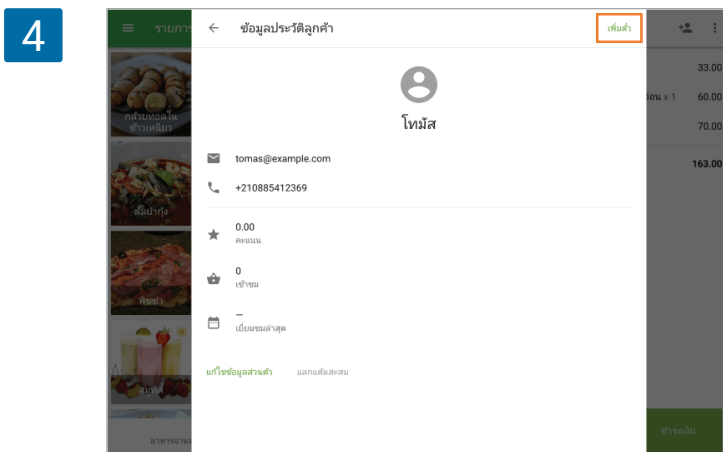 4
รายการ
ข้อมูลประวัติลูกค้า
เพิ่มตั๋ว
โทมัส
tomas@example.com
+210885412369
0.00
คะแนน
0
เข้าชม
—
เยี่ยมชมล่าสุด
แก้ไขข้อมูลส่วนตัว
แลกแต้มสะสม
กล้วยทอดใน
ข้าวเหนียว
ต้มยำกุ้ง
พิซซ่า
สมูทตี้
33.00
x 1
60.00
70.00
163.00
ชำระเงิน